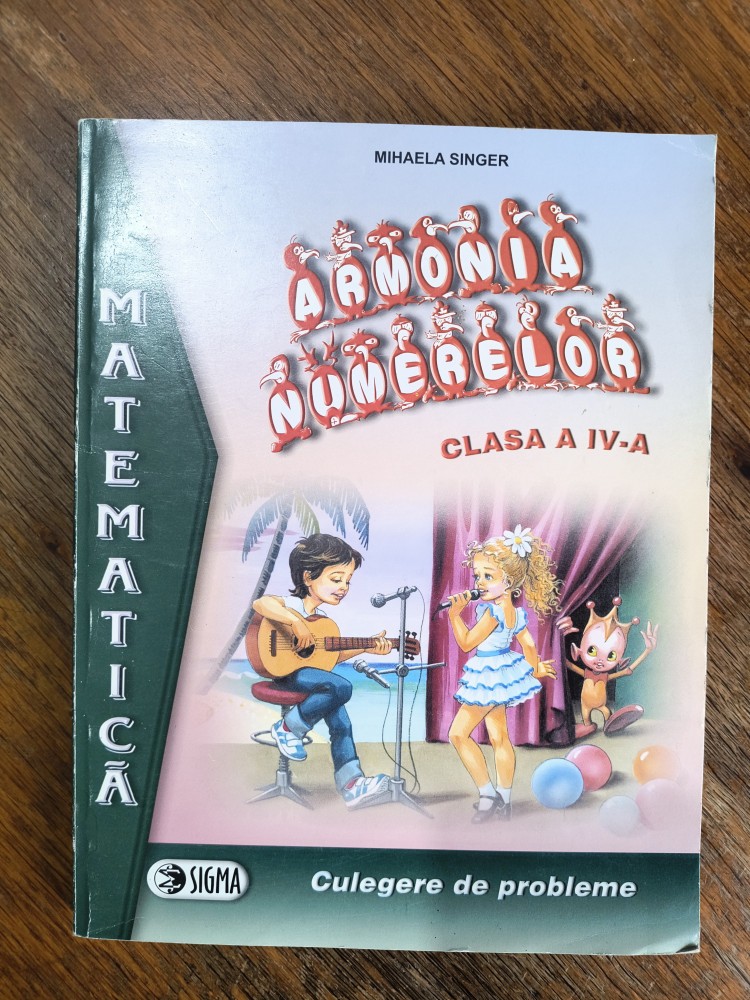 MIHAELA SINGER
ARMONIA
NUMERELOR
CLASA A IV-A
MATEMATICĂ
SIGMA
Culegere de probleme